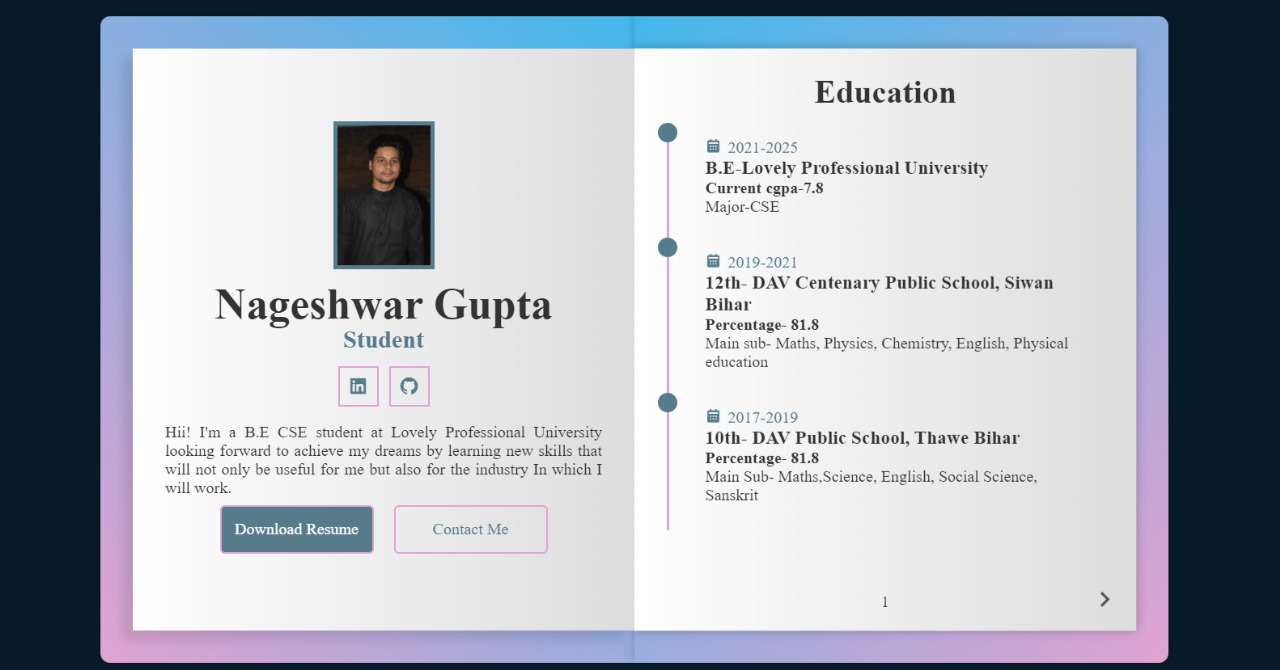 Nageshwar Gupta
Student
Hii! I'm a B.E CSE student at Lovely Professional University
looking forward to achieve my dreams by learning new skills that
will not only be useful for me but also for the industry In which I
will work.
Download Resume
Contact Me
Education
2021-2025
B.E-Lovely Professional University
Current cgpa-7.8
Major-CSE
2019-2021
12th- DAV Centenary Public School, Siwan
Bihar
Percentage- 81.8
Main sub- Maths, Physics, Chemistry, English, Physical
education
2017-2019
10th- DAV Public School, Thawe Bihar
Percentage- 81.8
Main Sub- Maths,Science, English, Social Science,
Sanskrit
1